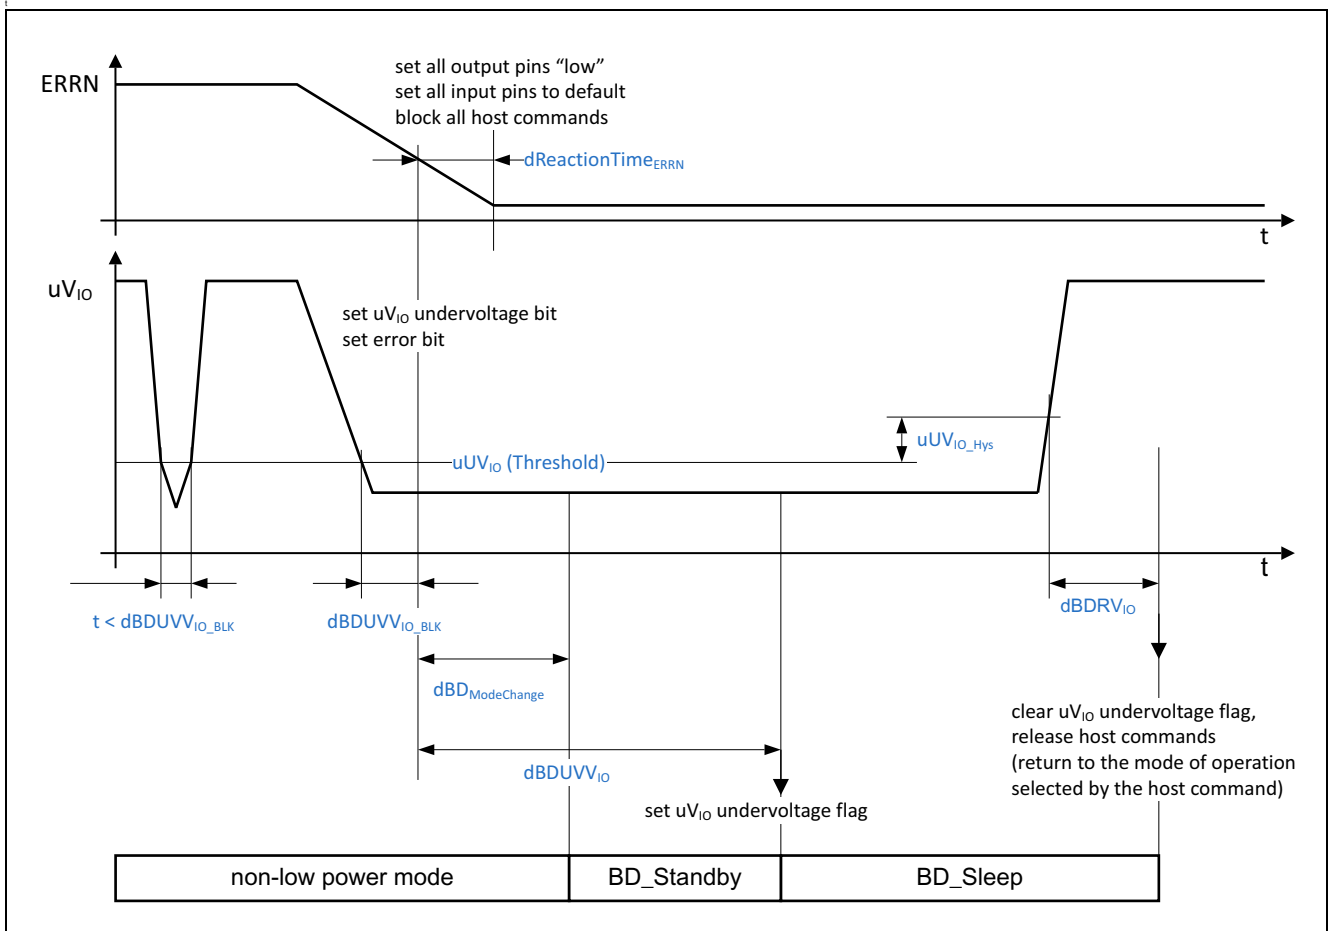 t
ERRN
set all output pins “low”
set all input pins to default
block all host commands
dReactionTimeERRN
t
uVIO
set uVIO undervoltage bit
set error bit
uUVIO_Hys
uUVIO (Threshold)
t
t < dBDUVVIO_BLK
dBDUVVIO_BLK
dBDRVIO
dBDModeChange
clear uVIO undervoltage flag,
release host commands
(return to the mode of operation
selected by the host command)
dBDUVVIO
set uVIO undervoltage flag
non-low power mode
BD_Standby
BD_Sleep